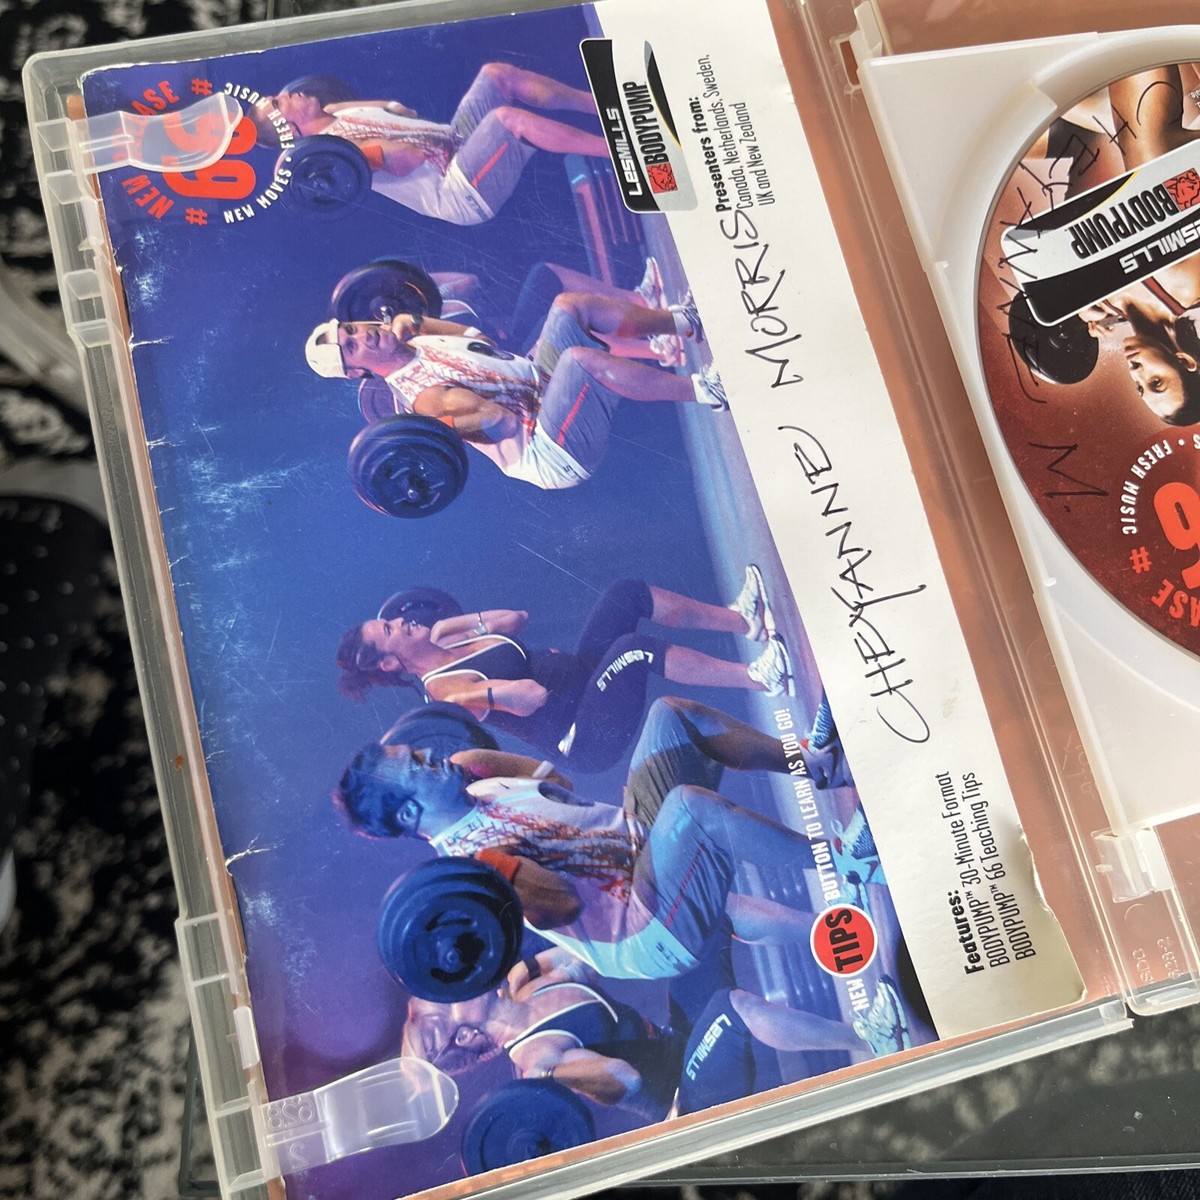 NEW
66
NEW MOVES • FRESH MUSIC
LESMILLS
BODYPUMP
Presenters from:
Canada, Netherlands, Sweden,
UK and New Zealand
CHEYANNE MORRIS
LESMILLS
NEW TIPS BUTTON TO LEARN AS YOU GO!
LESMILLS
Features:
BODYPUMP™ 30-Minute Format
BODYPUMP™ 66 Teaching Tips
CHEYANNE M.
BODYPUMP
LESMILLS
FRESH MUSIC